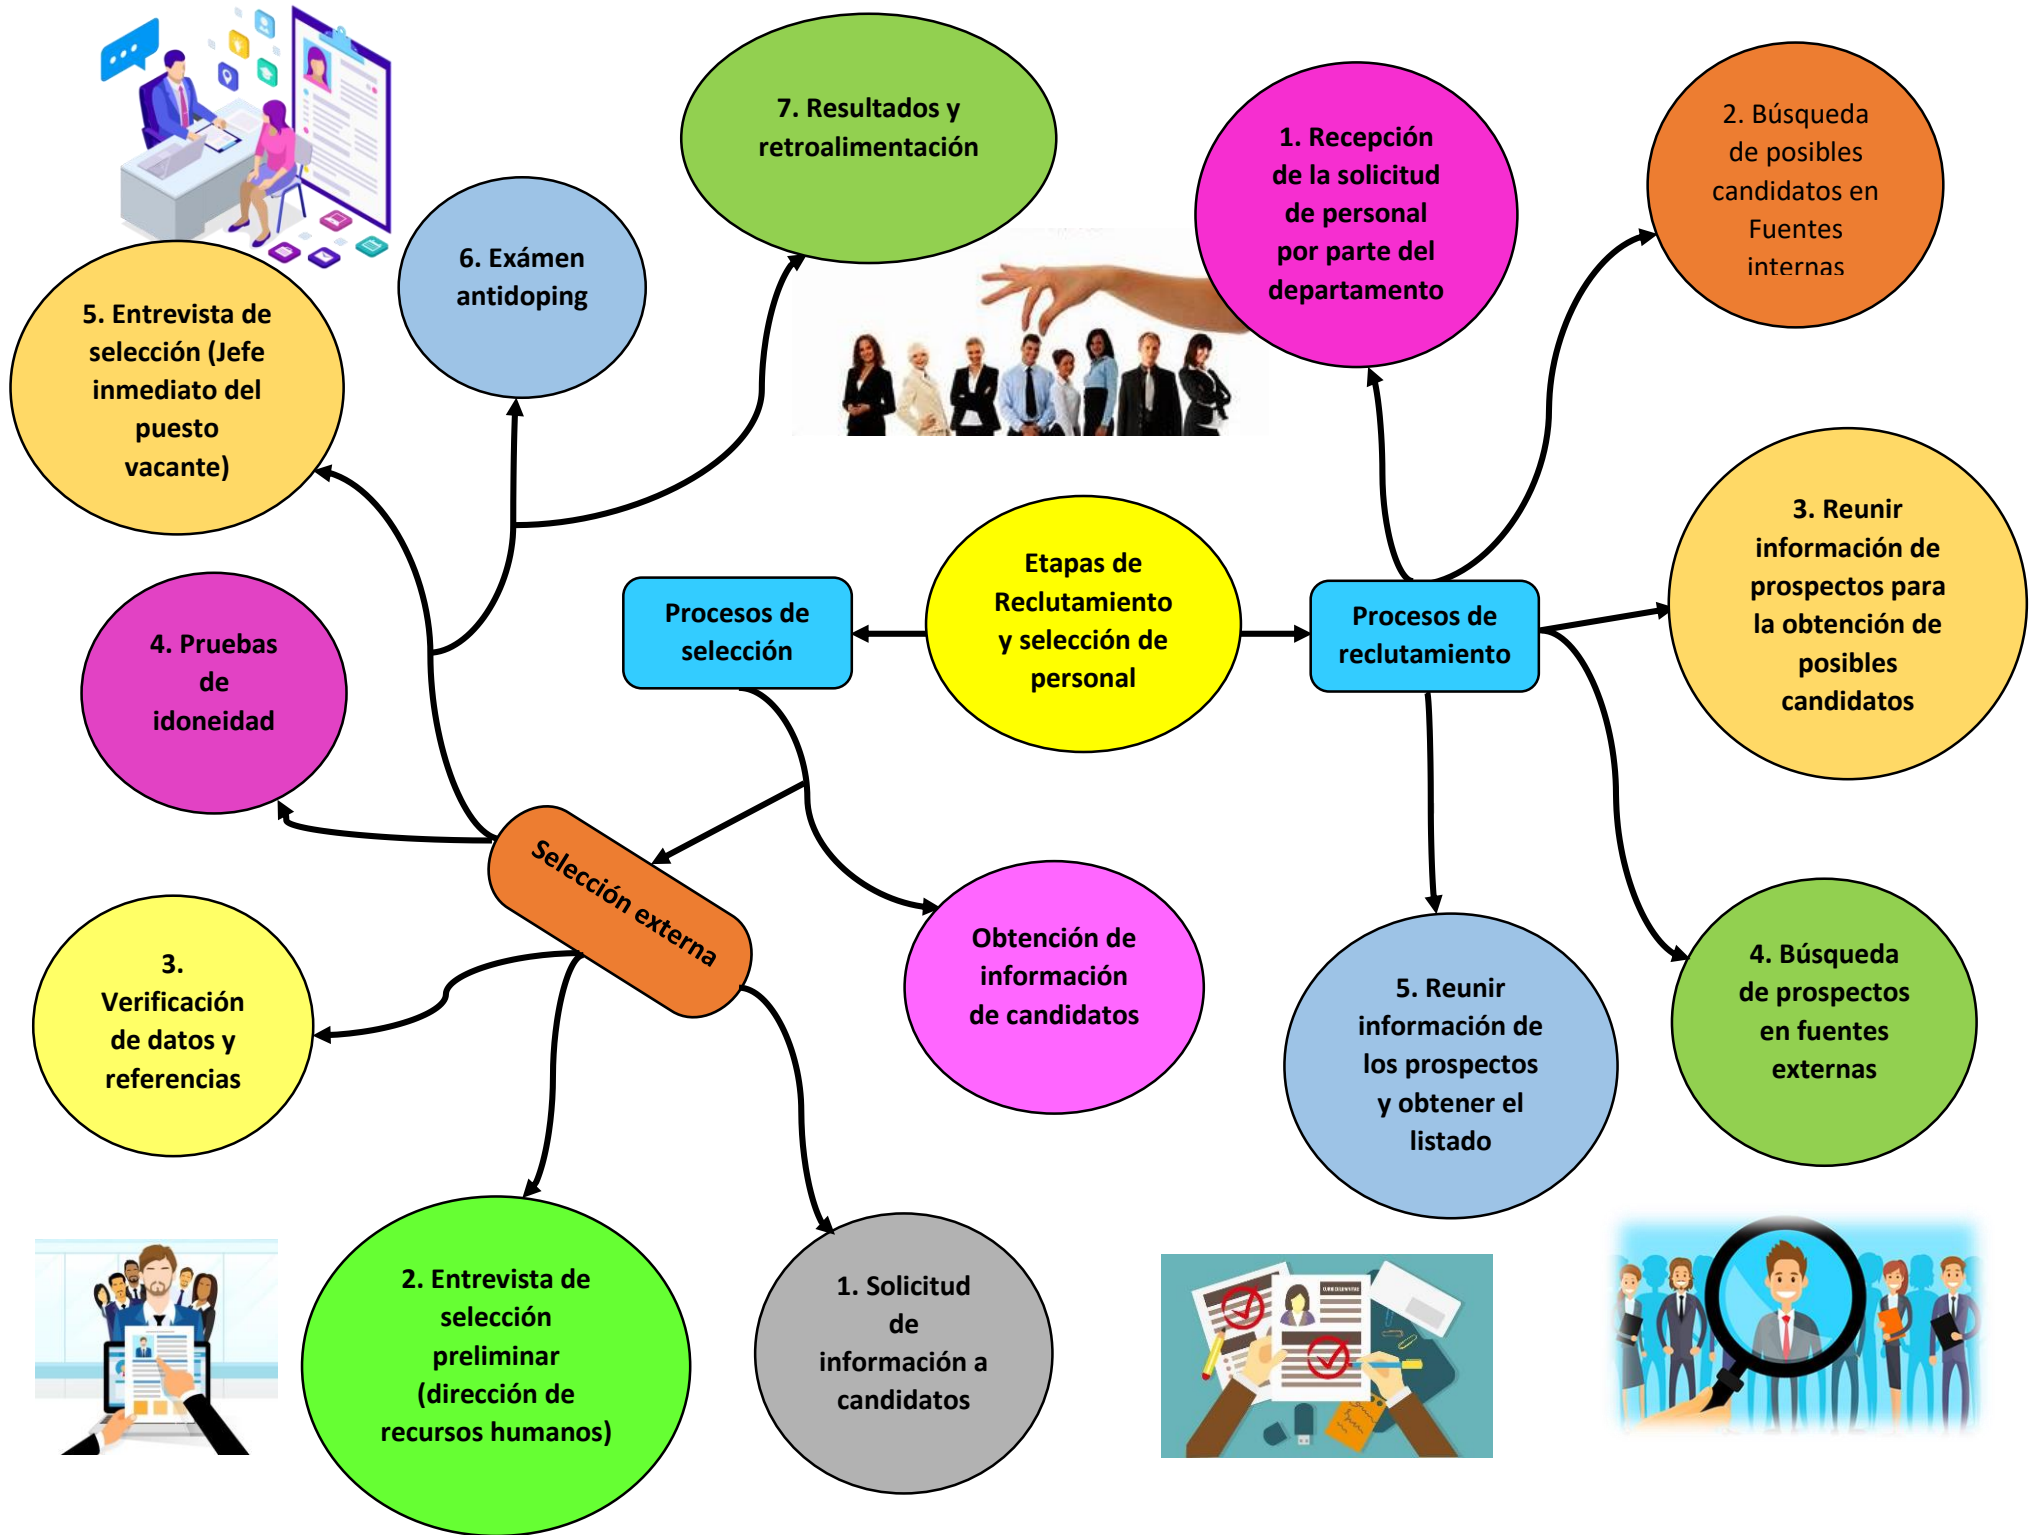 7. Resultados y
retroalimentación
1. Recepción
de la solicitud
de personal
por parte del
departamento
2. Búsqueda
de posibles
candidatos en
Fuentes
internas
6. Exámen
antidoping
5. Entrevista de
selección (Jefe
inmediato del
puesto
vacante)
3. Reunir
información de
prospectos para
la obtención de
posibles
candidatos
Etapas de
Reclutamiento
y selección de
personal
Procesos de
selección
Procesos de
reclutamiento
4. Pruebas
de
idoneidad
Selección externa
Obtención de
información
de candidatos
3.
Verificación
de datos y
referencias
5. Reunir
información de
los prospectos
y obtener el
listado
4. Búsqueda
de prospectos
en fuentes
externas
2. Entrevista de
selección
preliminar
(dirección de
recursos humanos)
1. Solicitud
de
información a
candidatos